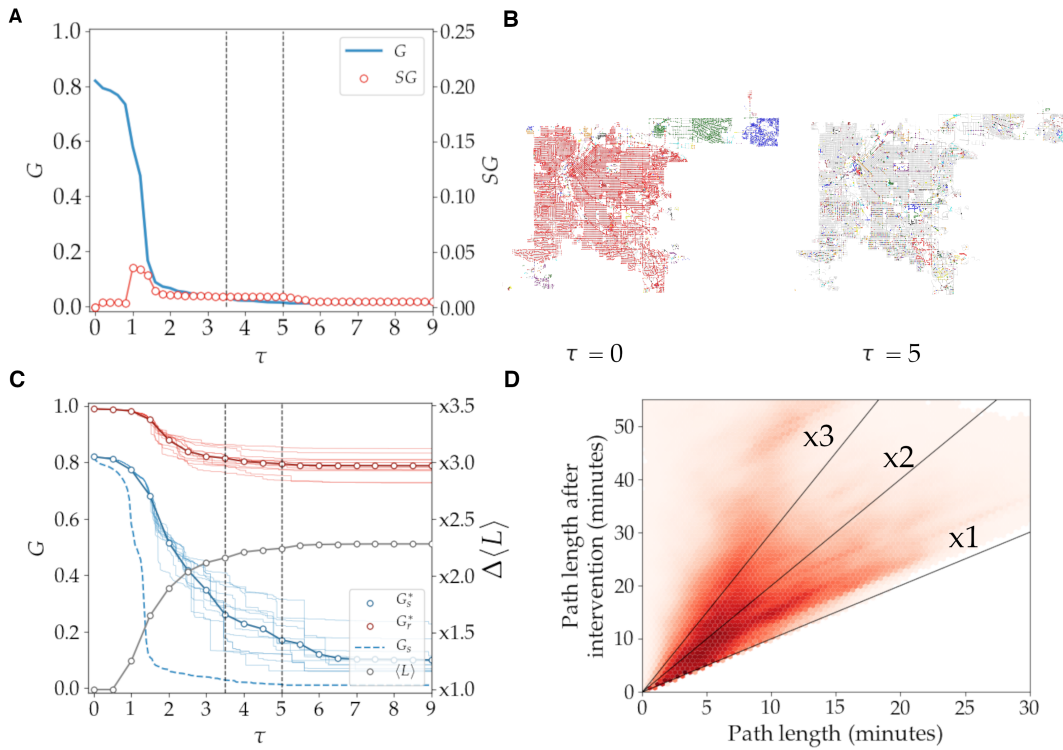 A
1.0
0.8
0.6
0.4
0.2
0.0
G
0.25
0.20
0.15
0.10
0.05
0.00
SG
G
SG
0 1 2 3 4 5 6 7 8 9
τ
B
τ = 0
τ = 5
C
1.0
0.8
0.6
0.4
0.2
0.0
G
x3.5
x3.0
x2.5
x2.0
x1.5
x1.0
Δ⟨L⟩
G*s
G*r
Gs
⟨L⟩
0 1 2 3 4 5 6 7 8 9
τ
D
50
40
30
20
10
0
Path length after
intervention (minutes)
x3
x2
x1
0 5 10 15 20 25 30
Path length (minutes)